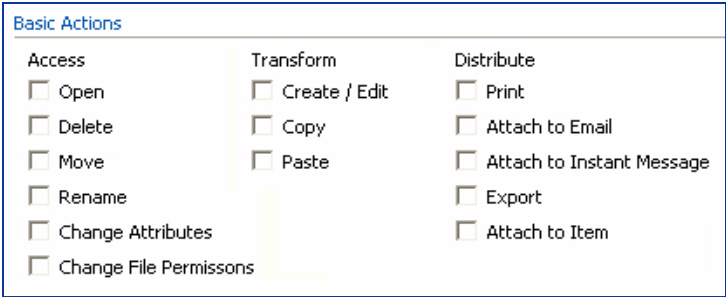 Basic Actions
Access
Open
Delete
Move
Rename
Change Attributes
Change File Permissons
Transform
Create / Edit
Copy
Paste
Distribute
Print
Attach to Email
Attach to Instant Message
Export
Attach to Item